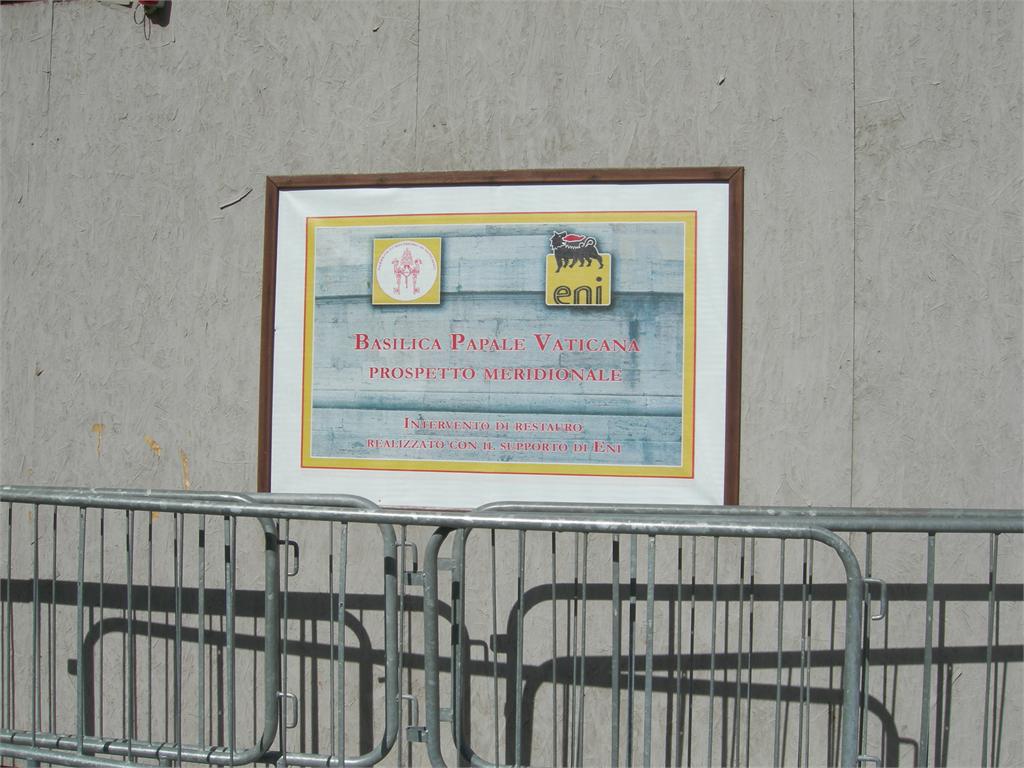 eni
BASILICA PAPALE VATICANA
PROSPETTO MERIDIONALE
INTERVENTO DI RESTAURO
REALIZZATO CON IL SUPPORTO DI ENI